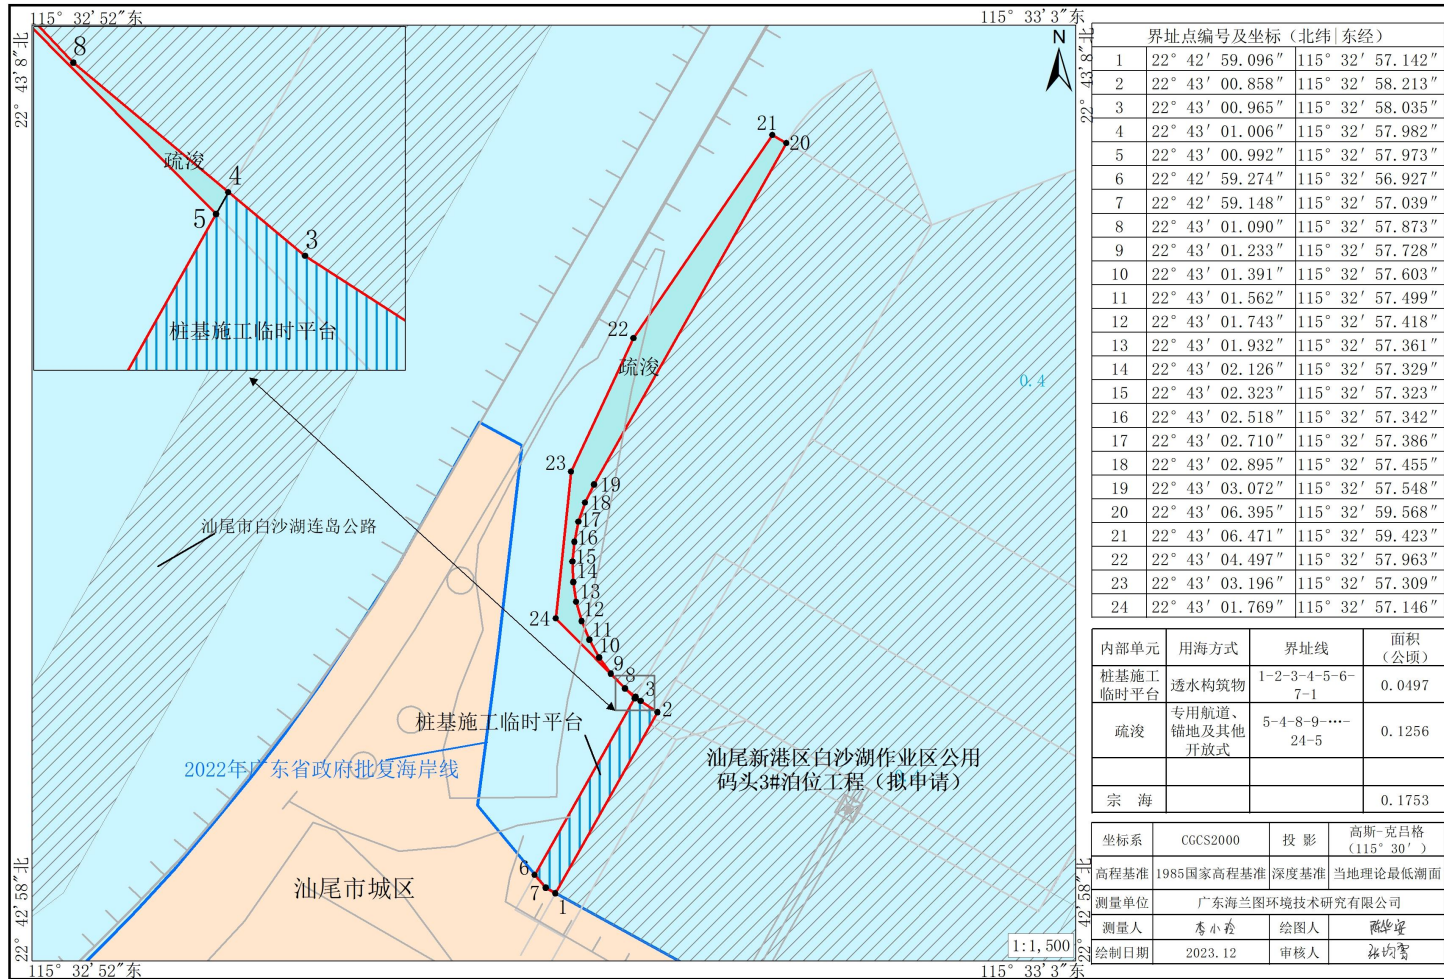 115° 32′52″东
115° 33′3″东
22° 43′8″北
22° 43′8″北
N
8
疏浚
4
5
3
桩基施工临时平台
21
20
22
疏浚
0.4
23
19
18
17
16
15
14
13
12
24
11
10
9
8
3
2
汕尾市白沙湖连岛公路
桩基施工临时平台
2022年广东省政府批复海岸线
汕尾新港区白沙湖作业区公用
码头3#泊位工程（拟申请）
汕尾市城区
6
7
1
1:1,500
22° 42′58″北
22° 42′58″北
115° 32′52″东
115° 33′3″东
界址点编号及坐标（北纬|东经）
1 22° 42′ 59.096″ 115° 32′ 57.142″
2 22° 43′ 00.858″ 115° 32′ 58.213″
3 22° 43′ 00.965″ 115° 32′ 58.035″
4 22° 43′ 01.006″ 115° 32′ 57.982″
5 22° 43′ 00.992″ 115° 32′ 57.973″
6 22° 42′ 59.274″ 115° 32′ 56.927″
7 22° 42′ 59.148″ 115° 32′ 57.039″
8 22° 43′ 01.090″ 115° 32′ 57.873″
9 22° 43′ 01.233″ 115° 32′ 57.728″
10 22° 43′ 01.391″ 115° 32′ 57.603″
11 22° 43′ 01.562″ 115° 32′ 57.499″
12 22° 43′ 01.743″ 115° 32′ 57.418″
13 22° 43′ 01.932″ 115° 32′ 57.361″
14 22° 43′ 02.126″ 115° 32′ 57.329″
15 22° 43′ 02.323″ 115° 32′ 57.323″
16 22° 43′ 02.518″ 115° 32′ 57.342″
17 22° 43′ 02.710″ 115° 32′ 57.386″
18 22° 43′ 02.895″ 115° 32′ 57.455″
19 22° 43′ 03.072″ 115° 32′ 57.548″
20 22° 43′ 06.395″ 115° 32′ 59.568″
21 22° 43′ 06.471″ 115° 32′ 59.423″
22 22° 43′ 04.497″ 115° 32′ 57.963″
23 22° 43′ 03.196″ 115° 32′ 57.309″
24 22° 43′ 01.769″ 115° 32′ 57.146″
内部单元 用海方式 界址线 面积
（公顷）
桩基施工
临时平台 透水构筑物 1-2-3-4-5-6-
7-1 0.0497
疏浚 专用航道、
锚地及其他
开放式 5-4-8-9-…-
24-5 0.1256
宗 海 0.1753
坐标系 CGCS2000 投 影 高斯-克吕格
（115° 30′）
高程基准 1985国家高程基准 深度基准 当地理论最低潮面
测量单位 广东海兰图环境技术研究有限公司
测量人 绘图人
绘制日期 2023.12 审核人